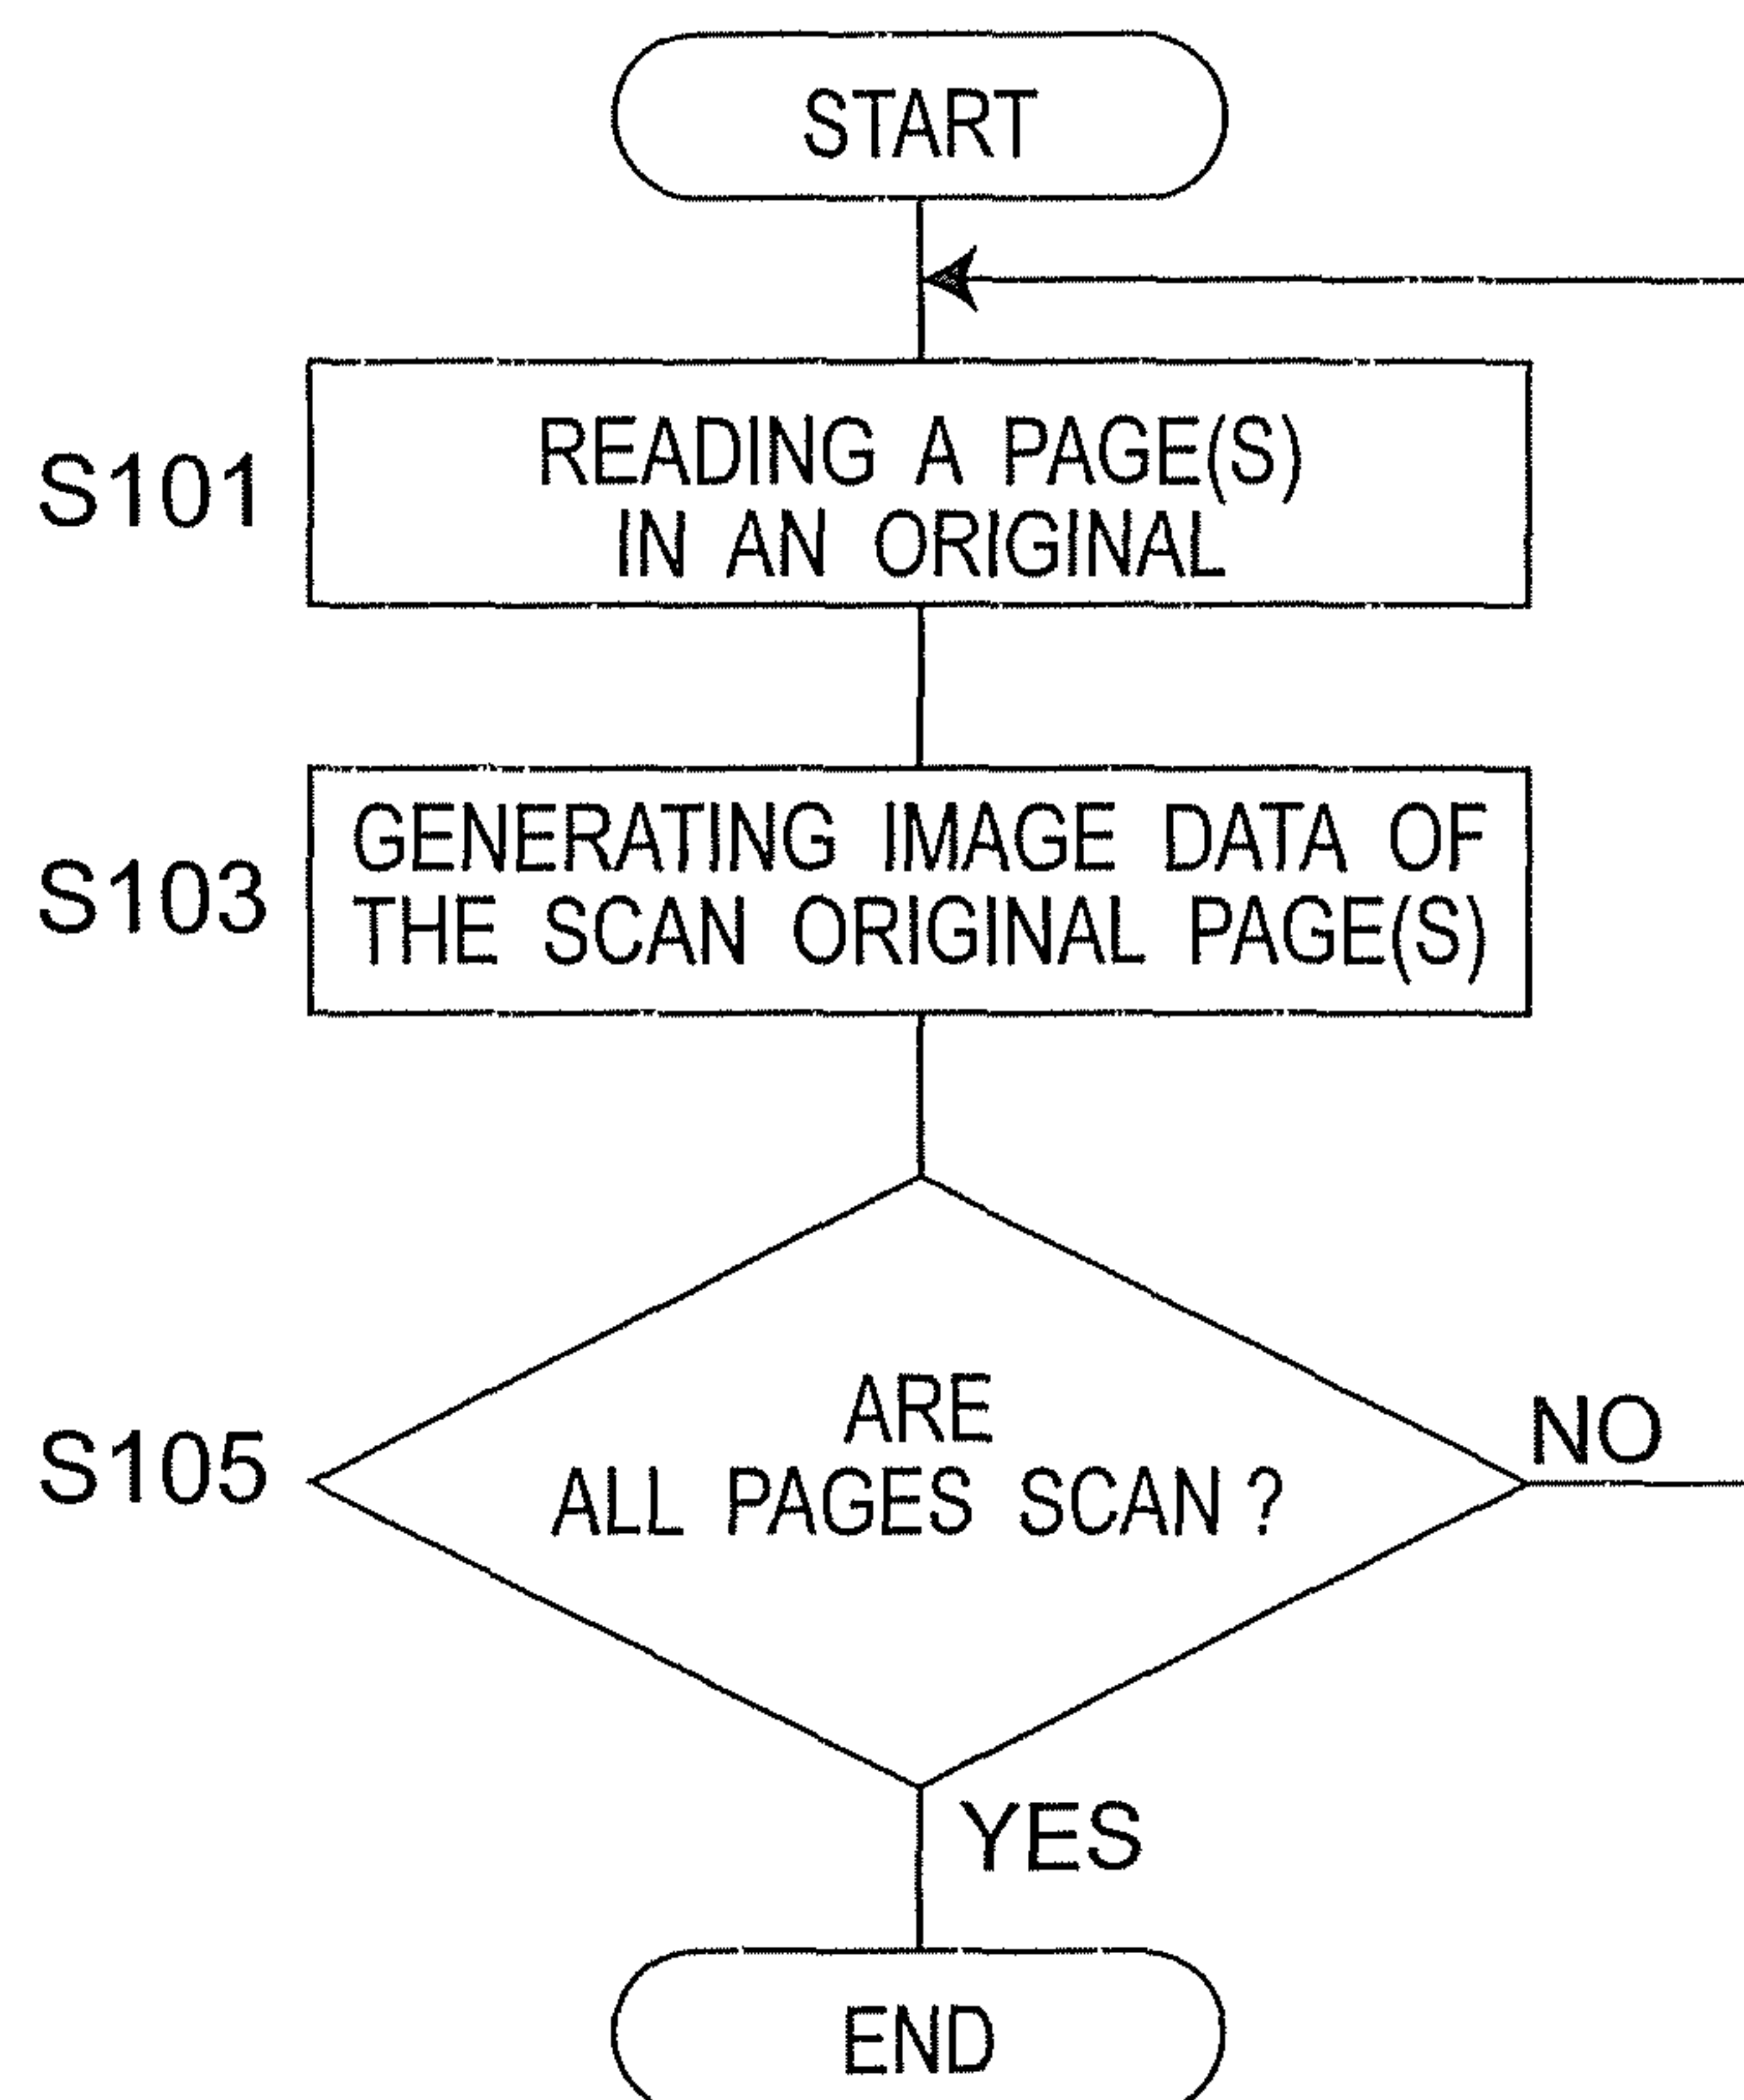 START
S101
READING A PAGE(S)
IN AN ORIGINAL
S103
GENERATING IMAGE DATA OF
THE SCAN ORIGINAL PAGE(S)
S105
ARE
ALL PAGES SCAN ?
NO
YES
END